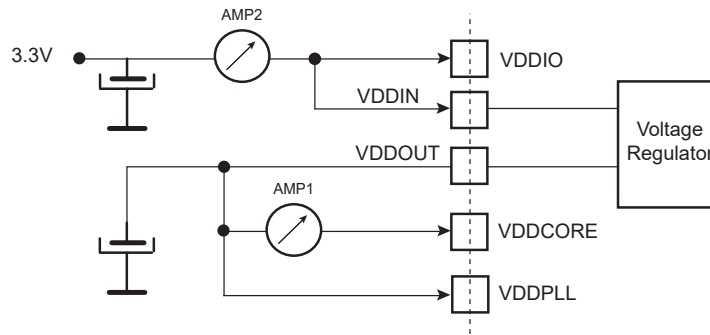 AMP2
3.3V
VDDIO
VDDIN
Voltage
Regulator
VDDOUT
AMP1
VDDCORE
VDDPLL